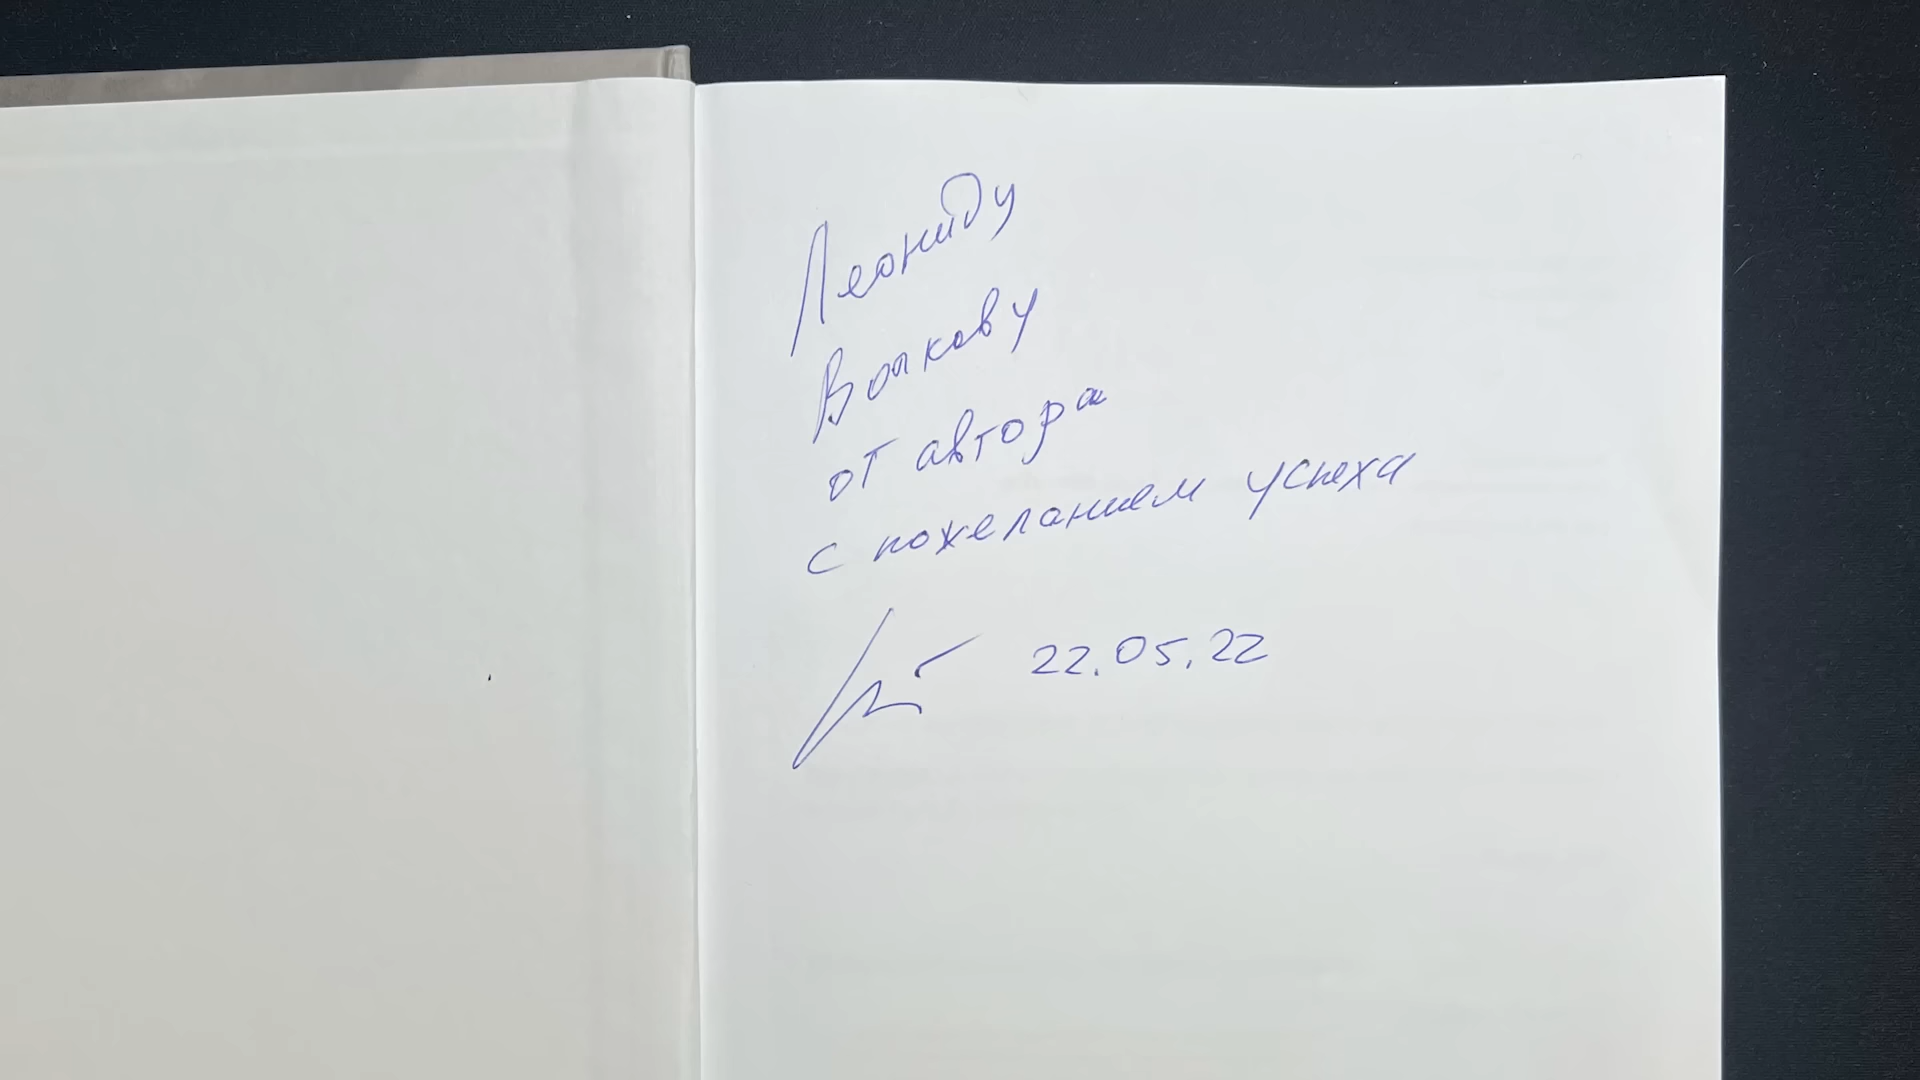 Леониду
Волкову
от автора
с пожеланием успеха
22.05.22